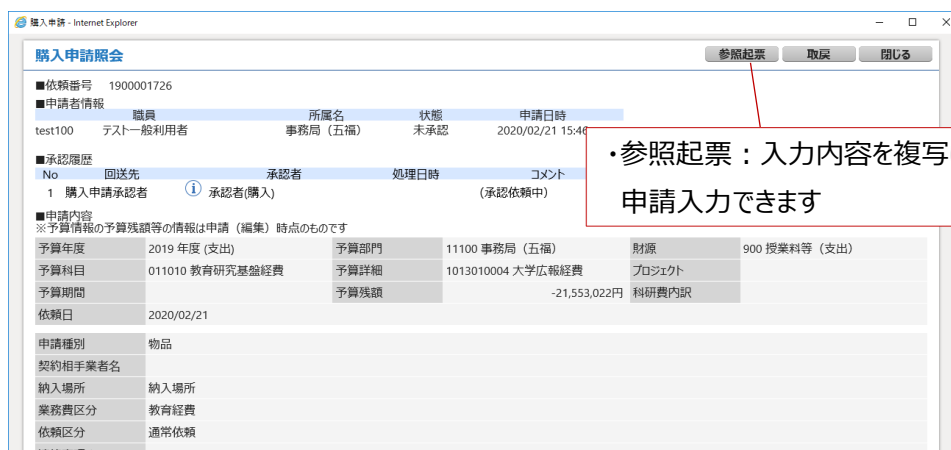 購入申請 - Internet Explorer
購入申請照会
参照起票 取戻 閉じる
■依頼番号 1900001726
■申請者情報
職員 所属名 状態 申請日時
test100 テスト一般利用者 事務局（五福） 未承認 2020/02/21 15:46
・参照起票：入力内容を複写
申請入力できます
■承認履歴
No 回送先 承認者 処理日時 コメント
1 購入申請承認者 承認者(購入) (承認依頼中)
■申請内容
※予算情報の予算残額等の情報は申請（編集）時点のものです
予算年度 2019 年度 (支出) 予算部門 11100 事務局（五福） 財源 900 授業料等（支出）
予算科目 011010 教育研究基盤経費 予算詳細 1013010004 大学広報経費 プロジェクト
予算期間 予算残額 -21,553,022円 科研費内訳
依頼日 2020/02/21
申請種別 物品
契約相手業者名
納入場所 納入場所
業務費区分 教育経費
依頼区分 通常依頼